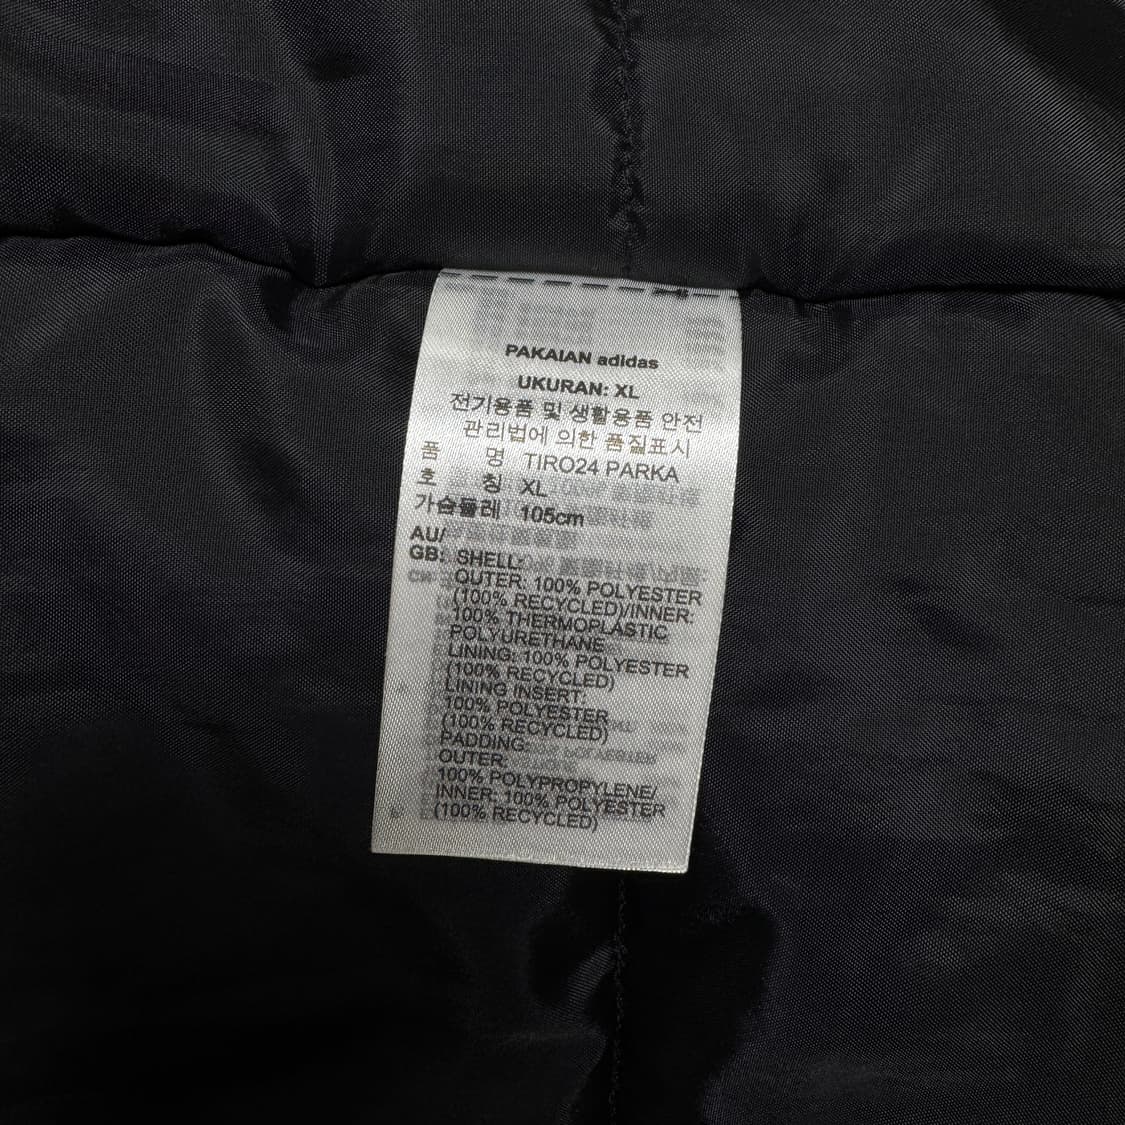 PAKAIAN adidas
UKURAN: XL
전기용품 및 생활용품 안전
관리법에 의한 품질표시
품 명 TIRO24 PARKA
호 칭 XL
가슴둘레 105cm
AU/
GB: SHELL:
OUTER: 100% POLYESTER
(100% RECYCLED)/INNER:
100% THERMOPLASTIC
POLYURETHANE
LINING: 100% POLYESTER
(100% RECYCLED)
LINING INSERT:
100% POLYESTER
(100% RECYCLED)
PADDING:
OUTER:
100% POLYPROPYLENE/
INNER: 100% POLYESTER
(100% RECYCLED)